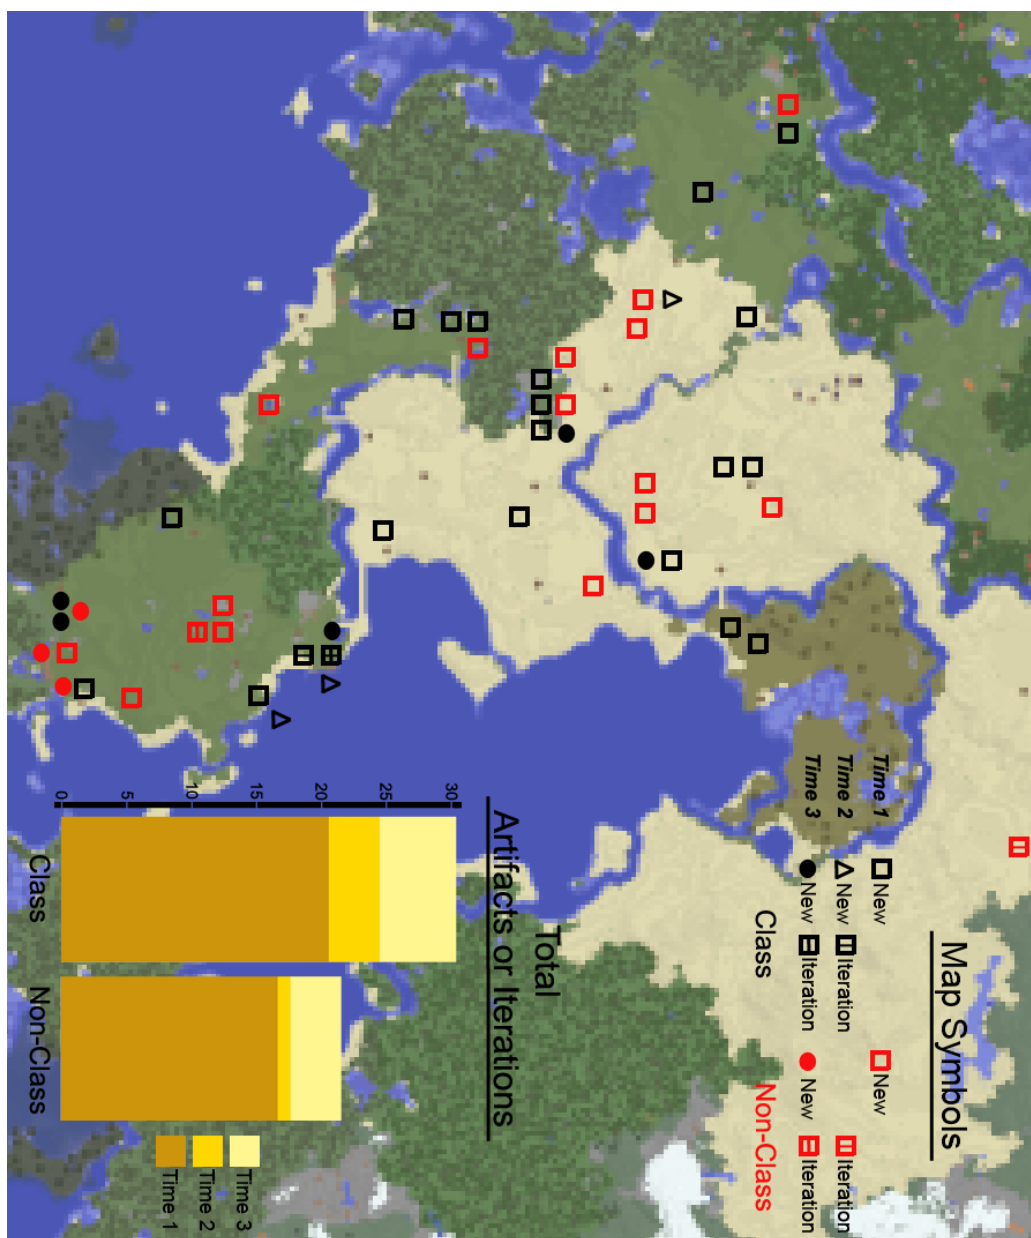 Map Symbols
Time 1 New New
Time 2 New Iteration Iteration
Time 3 New Iteration New Iteration
Class Non-Class
Total
Artifacts or Iterations
30
25
20
15
10
5
0
Class Non-Class
Time 3
Time 2
Time 1